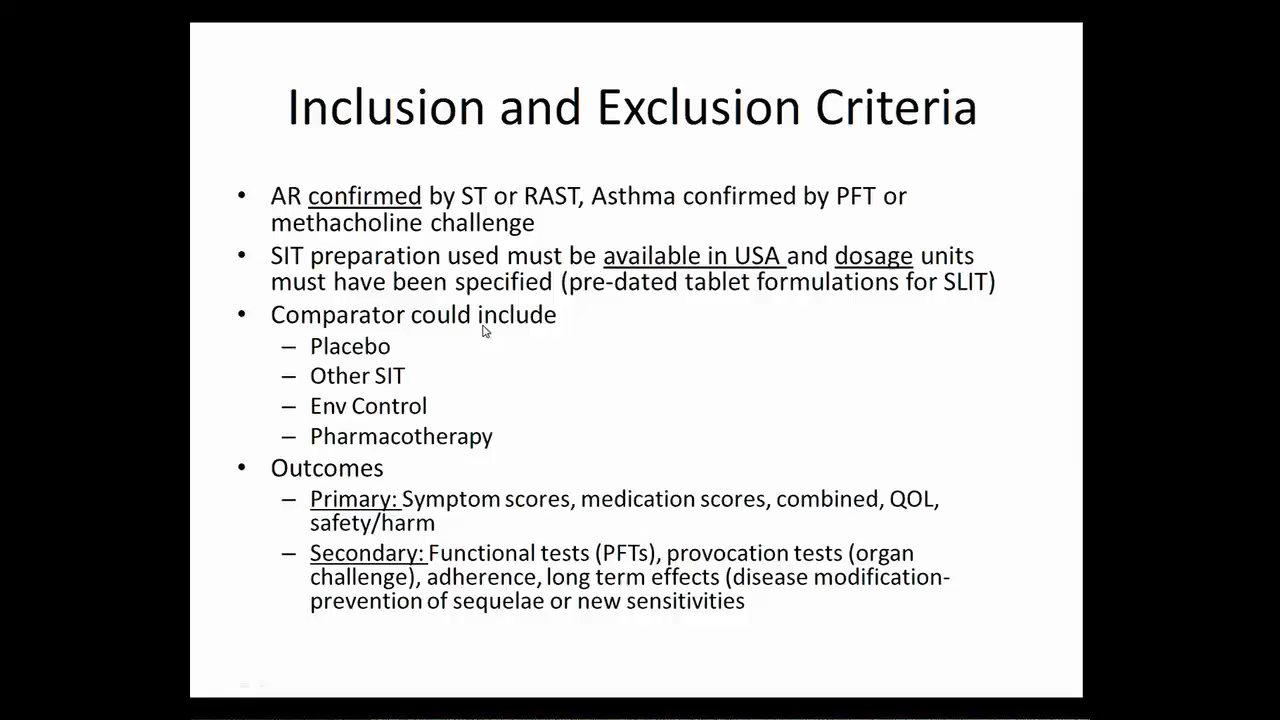 Inclusion and Exclusion Criteria
• AR confirmed by ST or RAST, Asthma confirmed by PFT or
methacholine challenge
• SIT preparation used must be available in USA and dosage units
must have been specified (pre-dated tablet formulations for SLIT)
• Comparator could include
– Placebo
– Other SIT
– Env Control
– Pharmacotherapy
• Outcomes
– Primary: Symptom scores, medication scores, combined, QOL,
safety/harm
– Secondary: Functional tests (PFTs), provocation tests (organ
challenge), adherence, long term effects (disease modification-
prevention of sequelae or new sensitivities